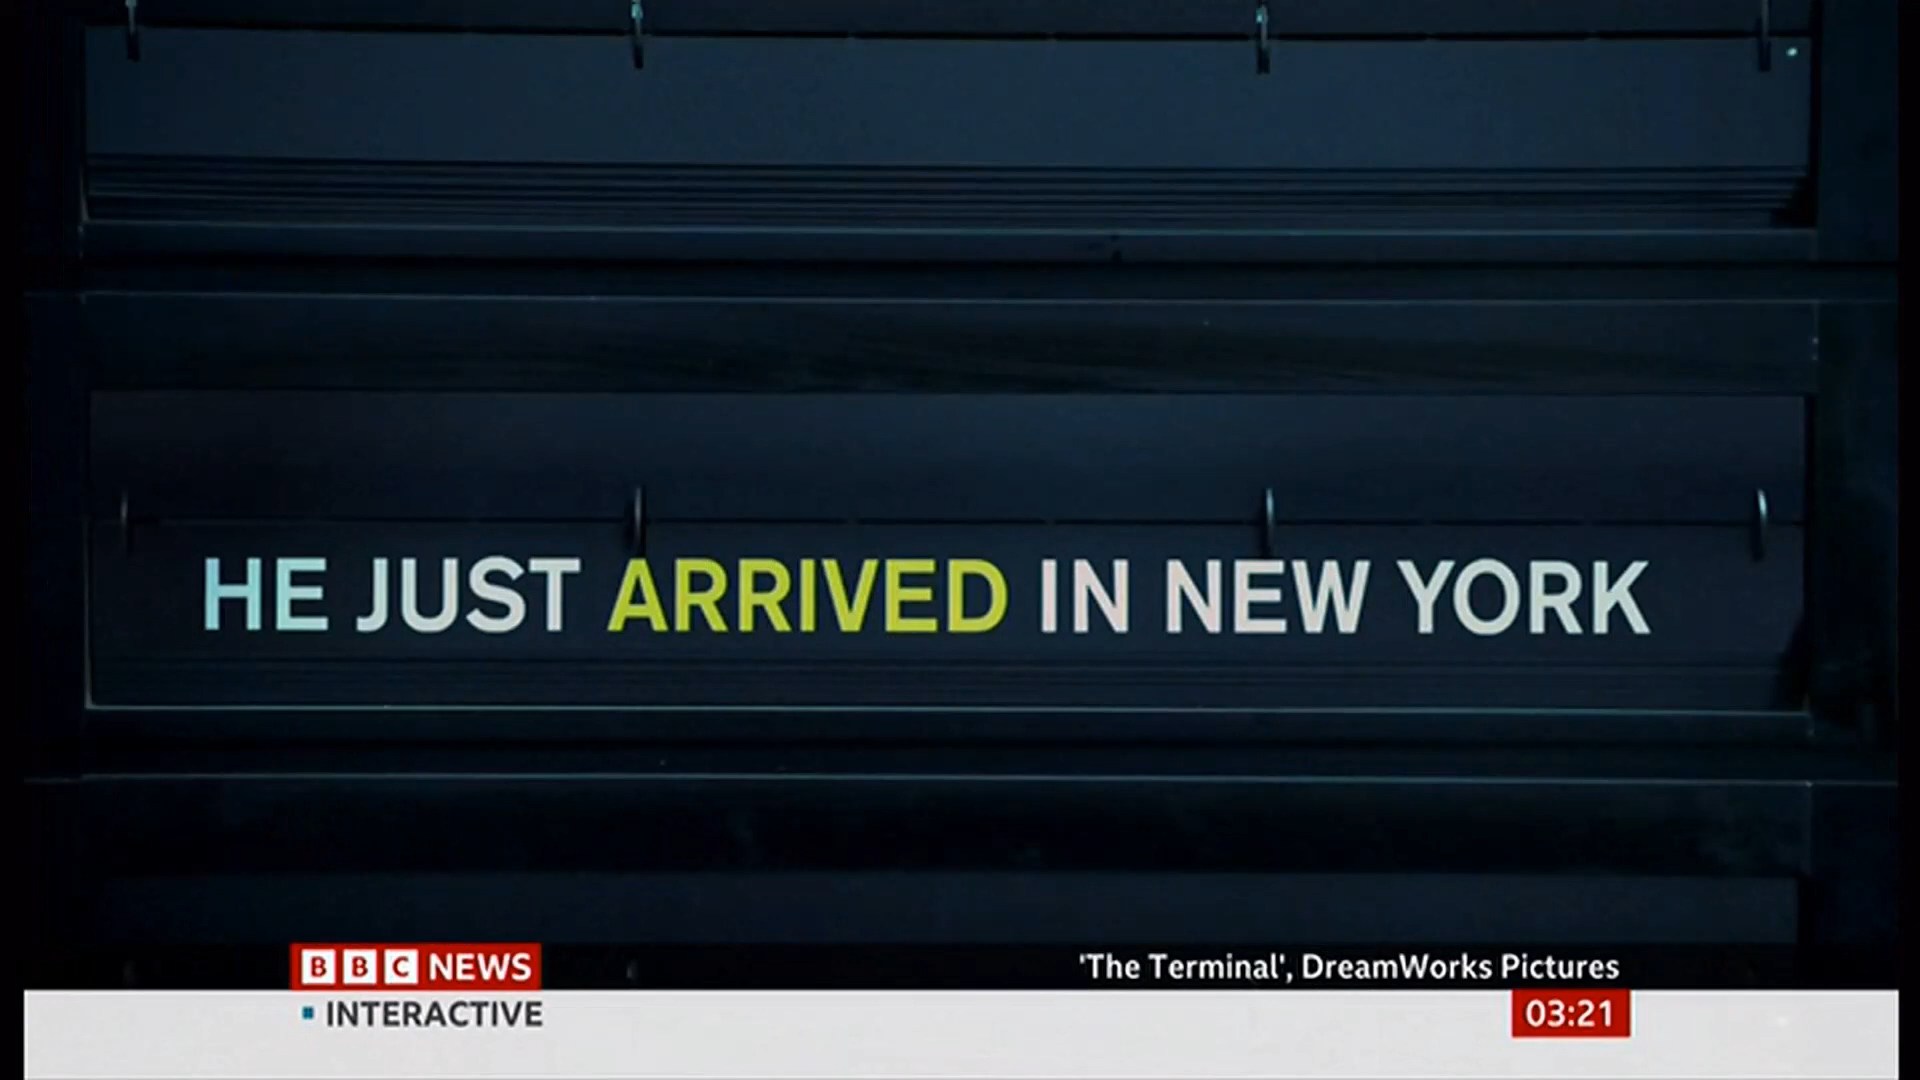 HE JUST ARRIVED IN NEW YORK
BBC NEWS
'The Terminal', DreamWorks Pictures
INTERACTIVE
03:21